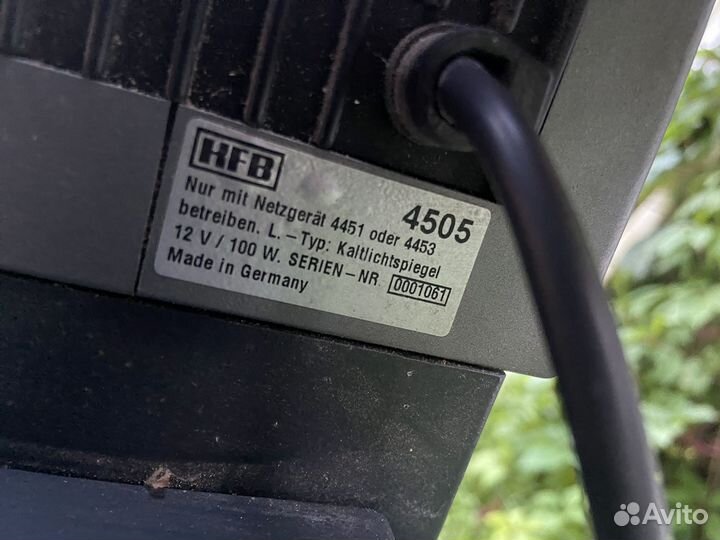 KFB
4505
Nur mit Netzgerät 4451 oder 4453
betreiben. L.-Typ: Kaltlichtspiegel
12 V / 100 W. SERIEN-NR. 0001061
Made in Germany
Avito